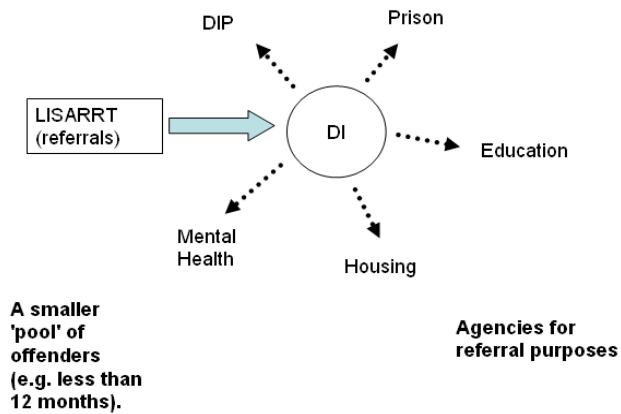 DIP
Prison
LISARRT
(referrals)
DI
Education
Mental
Health
Housing
A smaller
'pool' of
offenders
(e.g. less than
12 months).
Agencies for
referral purposes